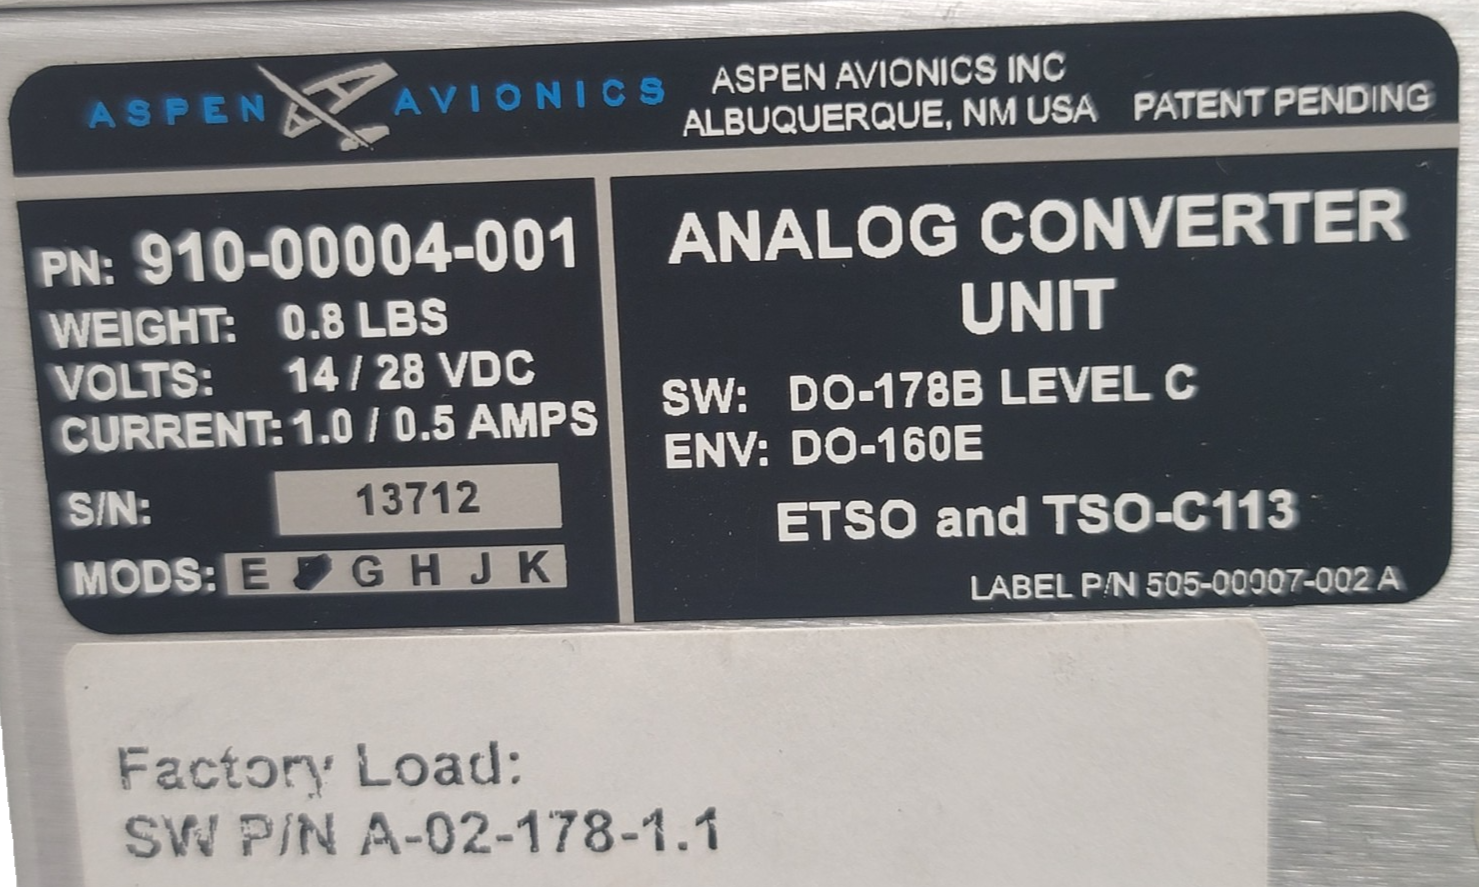 ASPEN AVIONICS
ASPEN AVIONICS INC
ALBUQUERQUE, NM USA
PATENT PENDING
PN: 910-00004-001
WEIGHT: 0.8 LBS
VOLTS: 14 / 28 VDC
CURRENT: 1.0 / 0.5 AMPS
S/N: 13712
MODS: E G H J K
ANALOG CONVERTER
UNIT
SW: DO-178B LEVEL C
ENV: DO-160E
ETSO and TSO-C113
LABEL P/N 505-00007-002 A
Factory Load:
SW P/N A-02-178-1.1